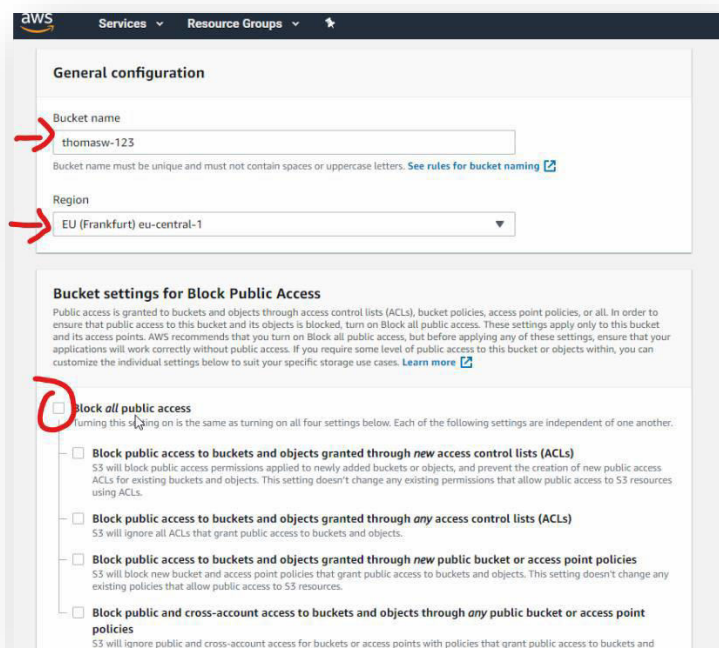 aws
Services
Resource Groups
General configuration
Bucket name
thomasw-123
Bucket name must be unique and must not contain spaces or uppercase letters. See rules for bucket naming
Region
EU (Frankfurt) eu-central-1
Bucket settings for Block Public Access
Public access is granted to buckets and objects through access control lists (ACLs), bucket policies, access point policies, or all. In order to
ensure that public access to this bucket and its objects is blocked, turn on Block all public access. These settings apply only to this bucket
and its access points. AWS recommends that you turn on Block all public access, but before applying any of these settings, ensure that your
applications will work correctly without public access. If you require some level of public access to this bucket or objects within, you can
customize the individual settings below to suit your specific storage use cases. Learn more
Block all public access
Turning this setting on is the same as turning on all four settings below. Each of the following settings are independent of one another.
Block public access to buckets and objects granted through new access control lists (ACLs)
S3 will block public access permissions applied to newly added buckets or objects, and prevent the creation of new public access
ACLs for existing buckets and objects. This setting doesn't change any existing permissions that allow public access to S3 resources
using ACLs.
Block public access to buckets and objects granted through any access control lists (ACLs)
S3 will ignore all ACLs that grant public access to buckets and objects.
Block public access to buckets and objects granted through new public bucket or access point policies
S3 will block new bucket and access point policies that grant public access to buckets and objects. This setting doesn't change any
existing policies that allow public access to S3 resources.
Block public and cross-account access to buckets and objects through any public bucket or access point
policies
S3 will ignore public and cross-account access for buckets or access points with policies that grant public access to buckets and